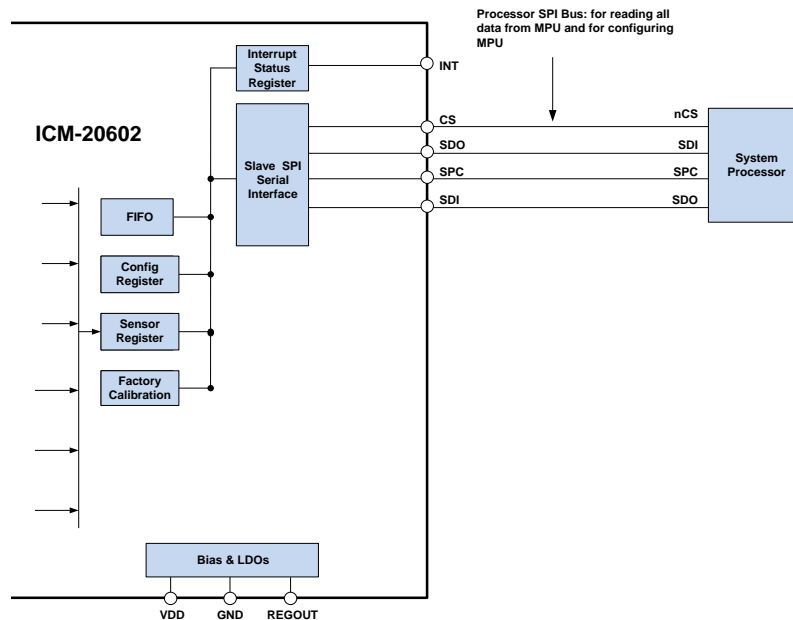 Processor SPI Bus: for reading all
data from MPU and for configuring
MPU
Interrupt
Status
Register
INT
ICM-20602
CS
nCS
SDO
SDI
Slave SPI
Serial
Interface
System
Processor
SPC
SPC
SDI
SDO
FIFO
Config
Register
Sensor
Register
Factory
Calibration
Bias & LDOs
VDD
GND
REGOUT